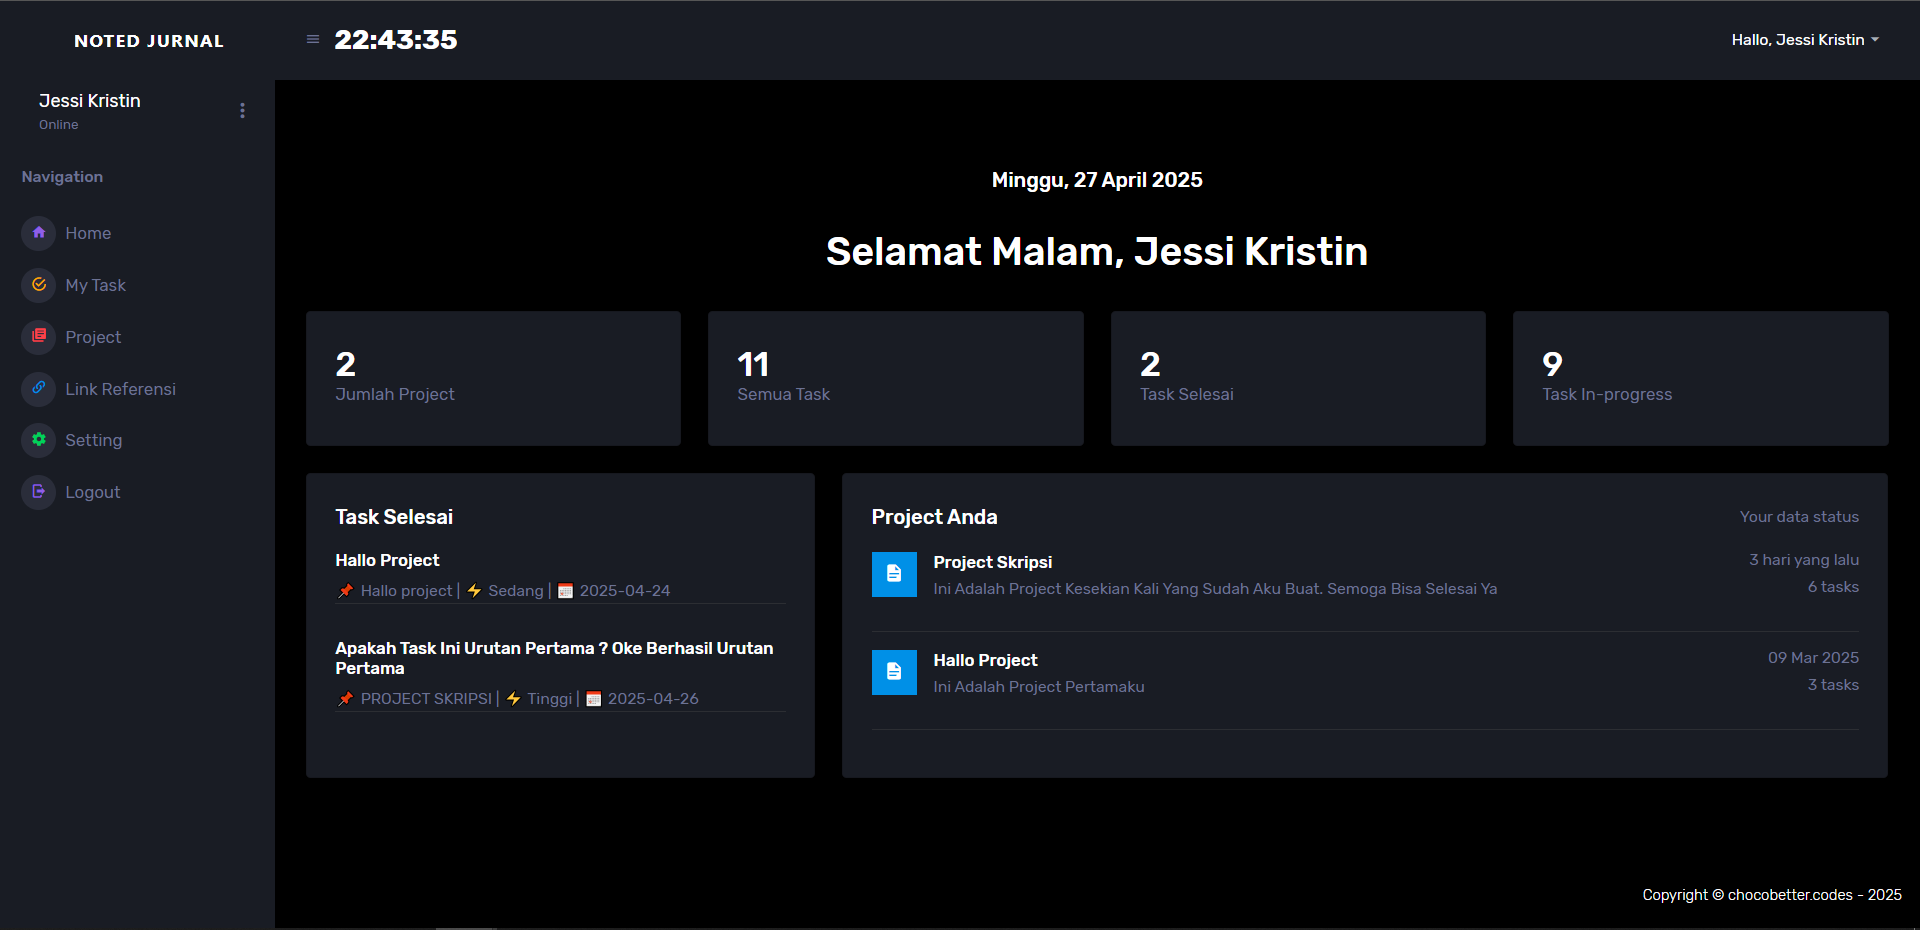 NOTED JURNAL
22:43:35
Hallo, Jessi Kristin
Jessi Kristin
Online
Navigation
Home
My Task
Project
Link Referensi
Setting
Logout
Minggu, 27 April 2025
Selamat Malam, Jessi Kristin
2
Jumlah Project
11
Semua Task
2
Task Selesai
9
Task In-progress
Task Selesai
Hallo Project
Hallo project | Sedang | 2025-04-24
Apakah Task Ini Urutan Pertama ? Oke Berhasil Urutan
Pertama
PROJECT SKRIPSI | Tinggi | 2025-04-26
Project Anda
Your data status
Project Skripsi
3 hari yang lalu
Ini Adalah Project Kesekian Kali Yang Sudah Aku Buat. Semoga Bisa Selesai Ya
6 tasks
Hallo Project
09 Mar 2025
Ini Adalah Project Pertamaku
3 tasks
Copyright © chocobetter.codes - 2025